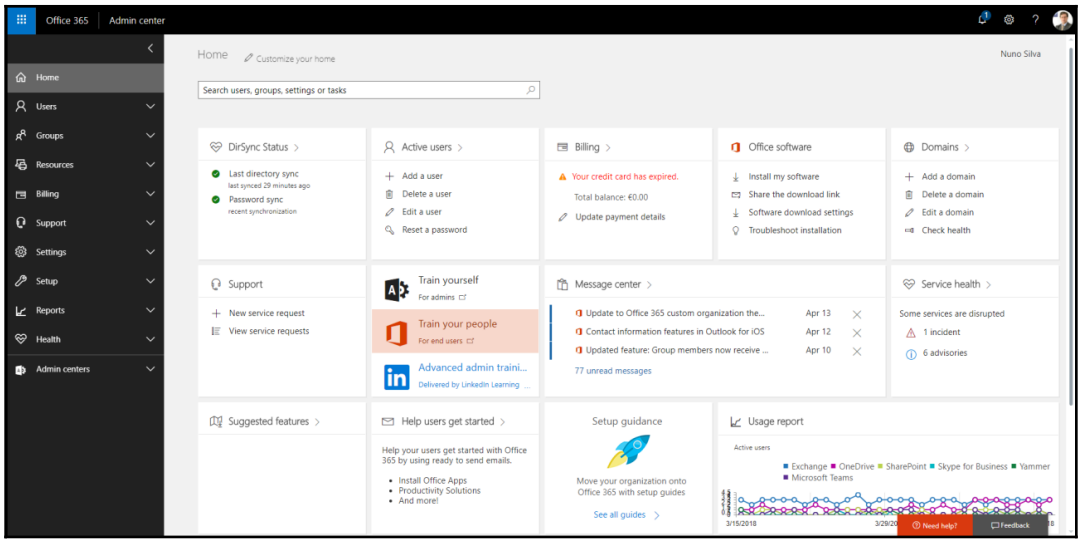 Office 365 Admin center
1
?
Home
Users
Groups
Resources
Billing
Support
Settings
Setup
Reports
Health
Admin centers
Home Customize your home
Nuno Silva
Search users, groups, settings or tasks
DirSync Status >
Last directory sync
last synced 29 minutes ago
Password sync
recent synchronization
Active users >
Add a user
Delete a user
Edit a user
Reset a password
Billing >
Your credit card has expired.
Total balance: €0.00
Update payment details
Office software
Install my software
Share the download link
Software download settings
Troubleshoot installation
Domains >
Add a domain
Delete a domain
Edit a domain
Check health
Support
New service request
View service requests
Train yourself
For admins
Train your people
For end users
Advanced admin traini...
Delivered by LinkedIn Learning ...
Message center >
Update to Office 365 custom organization the... Apr 13
Contact information features in Outlook for iOS Apr 12
Updated feature: Group members now receive ... Apr 10
77 unread messages
Service health >
Some services are disrupted
1 incident
6 advisories
Suggested features >
Help users get started >
Help your users get started with Office
365 by using ready to send emails.
• Install Office Apps
• Productivity Solutions
• And more!
Setup guidance
Move your organization onto
Office 365 with setup guides
See all guides >
Usage report
Active users
Exchange OneDrive SharePoint Skype for Business Yammer
Microsoft Teams
3/15/2018 3/29/20 18
Need help? Feedback